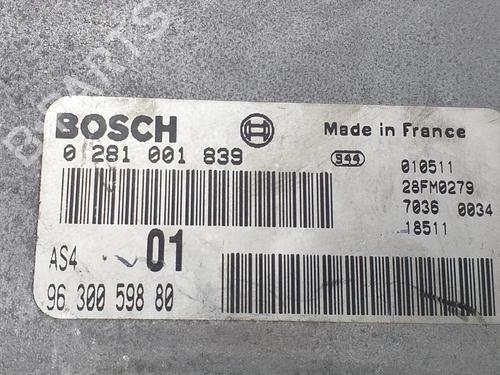 BOSCH
Made in France
0 281 001 839
944
010511
28FM0279
7036 0034
18511
AS4
01
96 300 598 80